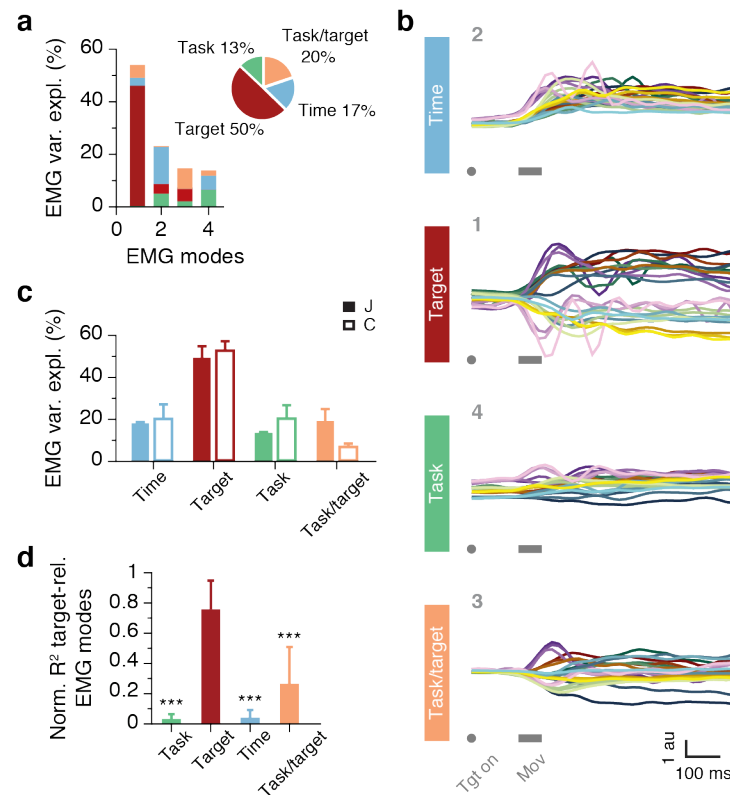 a
EMG var. expl. (%)
60
40
20
0
0
2
4
EMG modes
Task 13%
Task/target
20%
Time 17%
Target 50%
b
2
Time
1
Target
4
Task
3
Task/target
Tgt on
Mov
1 au
100 ms
c
J
C
EMG var. expl. (%)
60
40
20
0
Time
Target
Task
Task/target
d
Norm. R² target-rel.
EMG modes
1
0.8
0.6
0.4
0.2
0
***
***
***
Task
Target
Time
Task/target